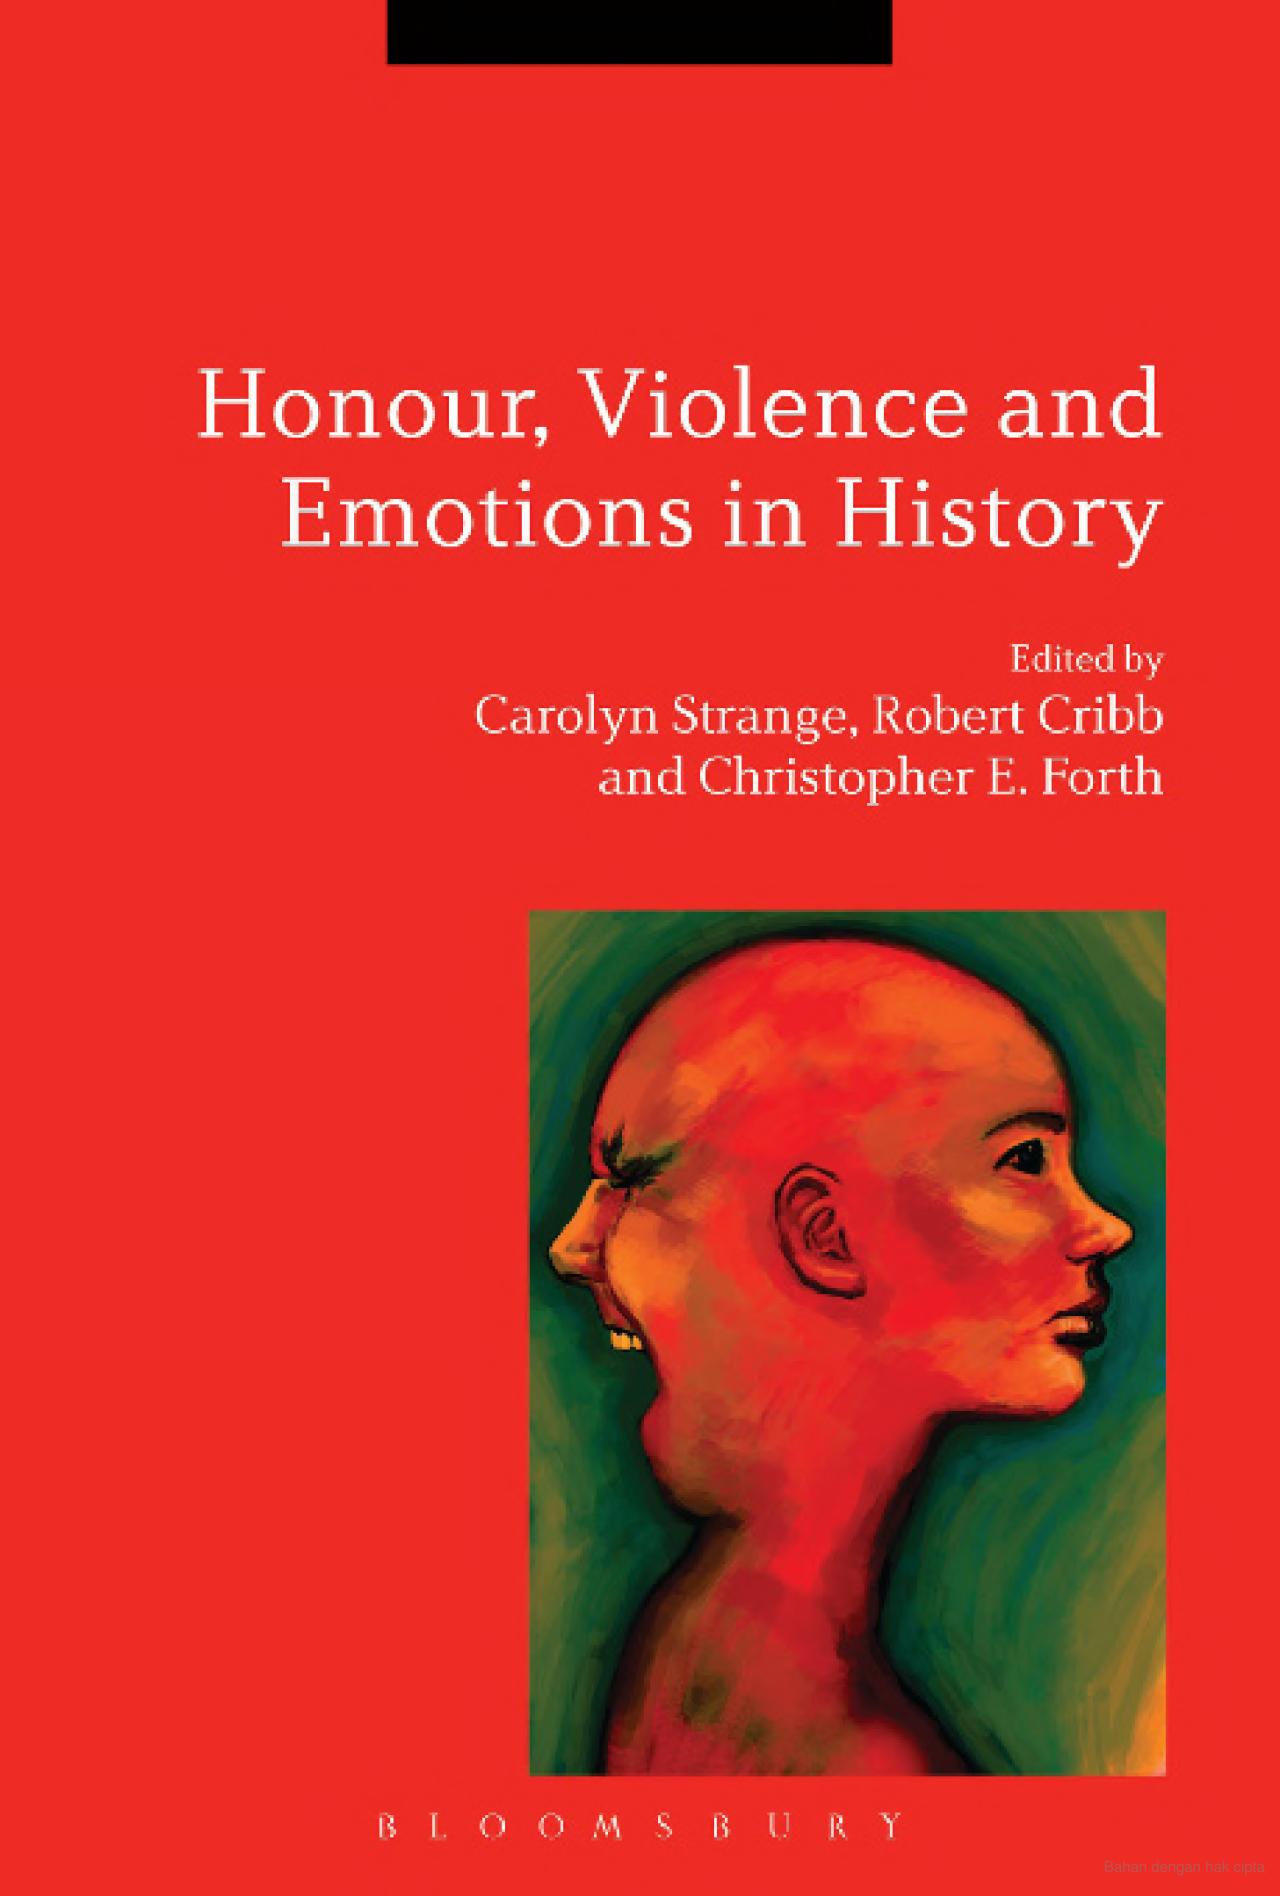 Honour, Violence and
Emotions in History
Edited by
Carolyn Strange, Robert Cribb
and Christopher E. Forth
BLOOMSBURY
Bahan dengan hak cipta